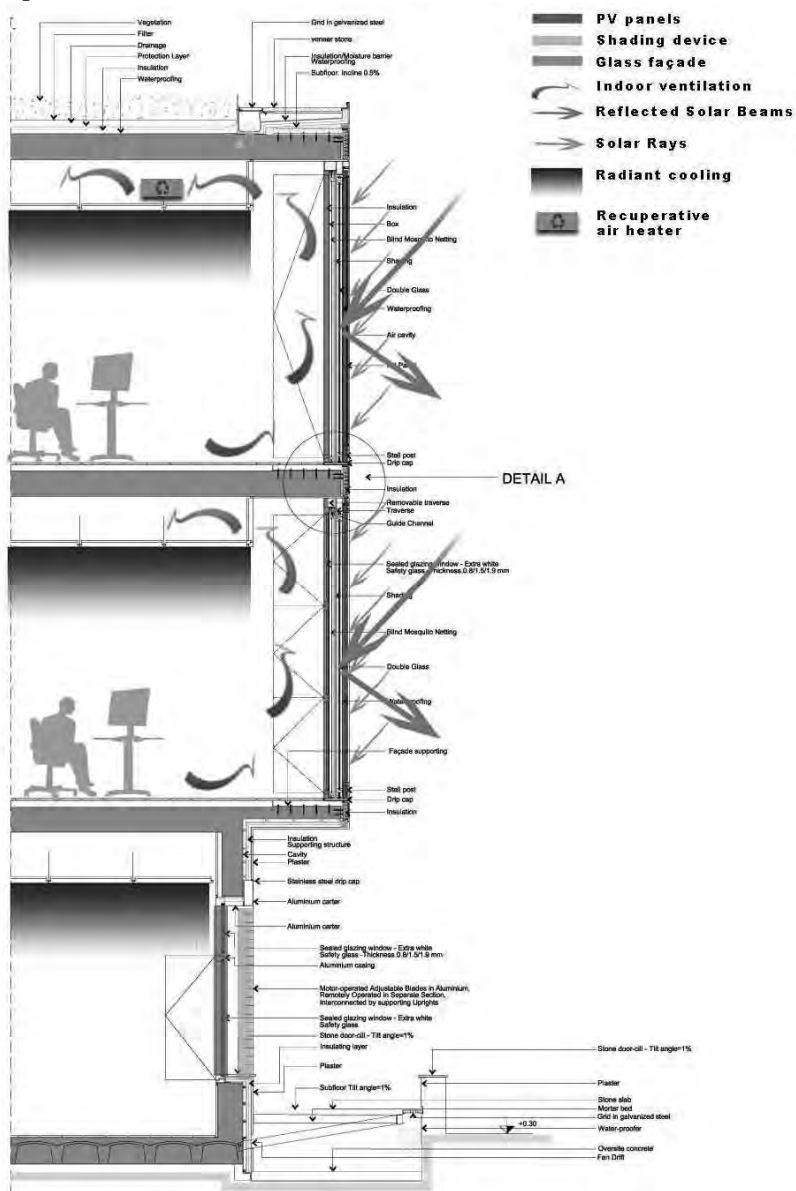 Vegetation
Filter
Drainage
Protection Layer
Insulation
Waterproofing
Grid in galvanized steel
Veneer stone
Insulation/Moisture barrier
Waterproofing
Subfloor: Incline 0.5%
PV panels
Shading device
Glass façade
Indoor ventilation
Reflected Solar Beams
Solar Rays
Radiant cooling
Recuperative
air heater
Insulation
Box
Blind Mosquito Netting
Shading
Double Glass
Waterproofing
Air cavity
Stall post
Drip cap
DETAIL A
Insulation
Removable traverse
Traverse
Guide Channel
Sealed glazing window - Extra white
Safety glass -Thickness 0.8/1.5/1.9 mm
Shading
Blind Mosquito Netting
Double Glass
Waterproofing
Façade supporting
Stall post
Drip cap
Insulation
Insulation
Supporting structure
Cavity
Plaster
Stainless steel drip cap
Aluminium carter
Aluminium carter
Sealed glazing window - Extra white
Safety glass -Thickness 0.8/1.5/1.9 mm
Aluminium casing
Motor-operated Adjustable Blades in Aluminium,
Remotely Operated in Separate Section,
Interconnected by supporting Uprights
Sealed glazing window - Extra white
Safety glass
Stone door-cill - Tilt angle=1%
Insulating layer
Plaster
Subfloor Tilt angle=1%
Stone door-cill - Tilt angle=1%
Plaster
Stone slab
Mortar bed
Grid in galvanized steel
+0.30
Water-proofer
Oversite concrete
Fan Drift